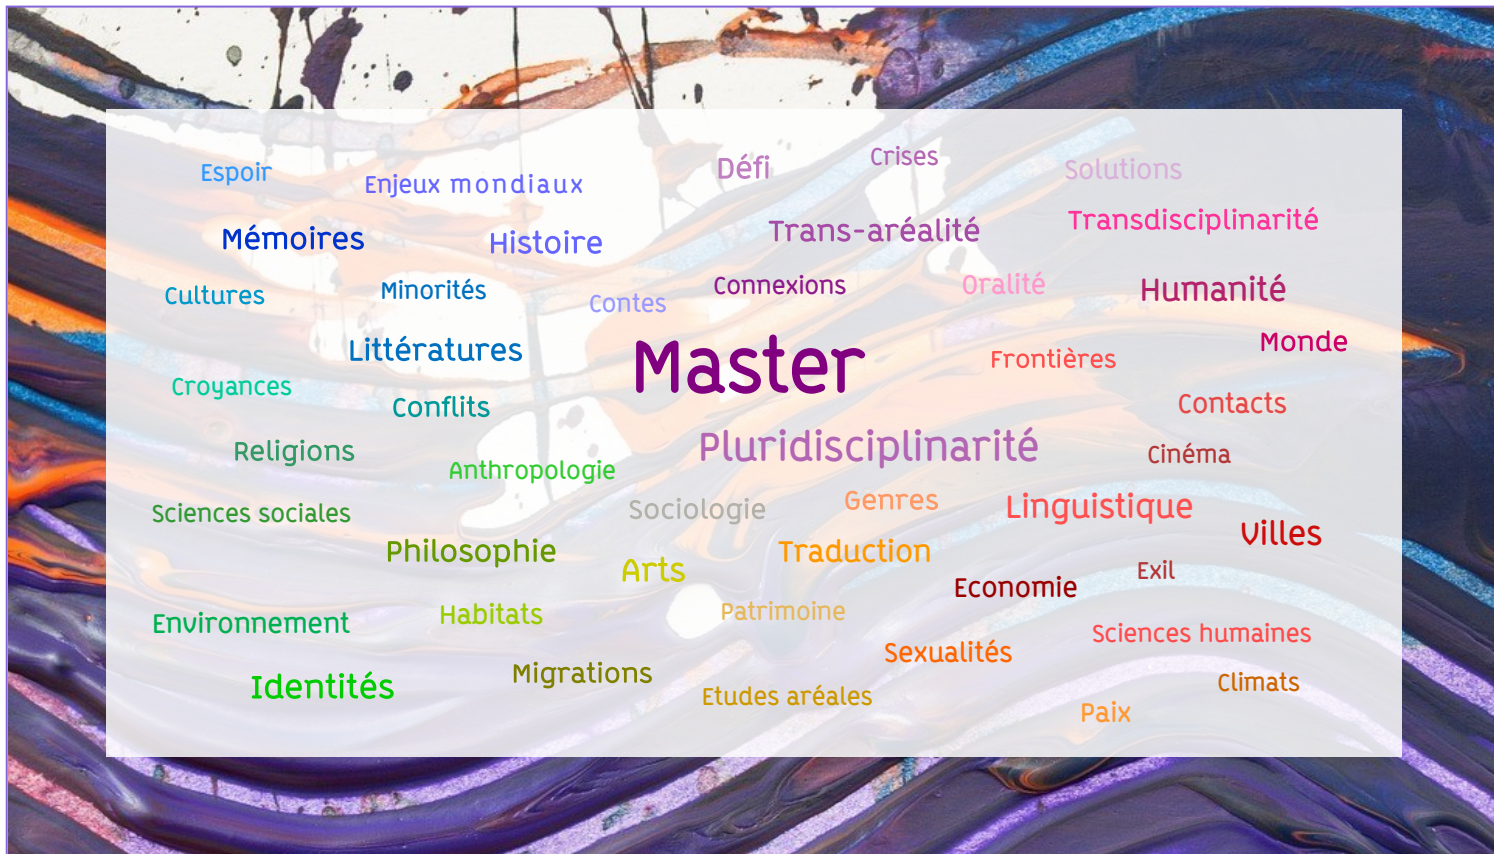 Espoir
Enjeux mondiaux
Défi
Crises
Solutions
Mémoires
Histoire
Trans-aréalité
Transdisciplinarité
Cultures
Minorités
Contes
Connexions
Oralité
Humanité
Littératures
Master
Frontières
Monde
Croyances
Conflits
Contacts
Religions
Anthropologie
Pluridisciplinarité
Cinéma
Sciences sociales
Sociologie
Genres
Linguistique
Villes
Philosophie
Arts
Traduction
Economie
Exil
Environnement
Habitats
Patrimoine
Sexualités
Sciences humaines
Identités
Migrations
Etudes aréales
Climats
Paix